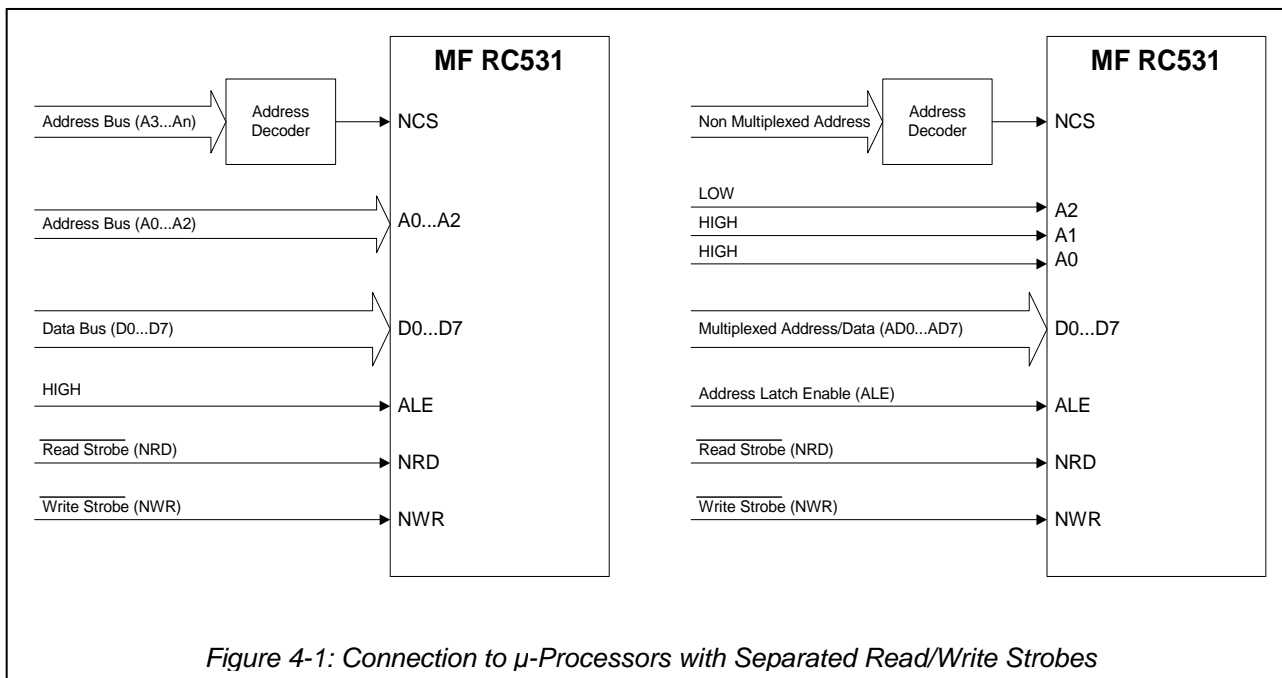 MF RC531
Address Bus (A3...An)
Address
Decoder
NCS
Address Bus (A0...A2)
A0...A2
Data Bus (D0...D7)
D0...D7
HIGH
ALE
Read Strobe (NRD)
NRD
Write Strobe (NWR)
NWR
MF RC531
Non Multiplexed Address
Address
Decoder
NCS
LOW
A2
HIGH
A1
HIGH
A0
Multiplexed Address/Data (AD0...AD7)
D0...D7
Address Latch Enable (ALE)
ALE
Read Strobe (NRD)
NRD
Write Strobe (NWR)
NWR
Figure 4-1: Connection to µ-Processors with Separated Read/Write Strobes